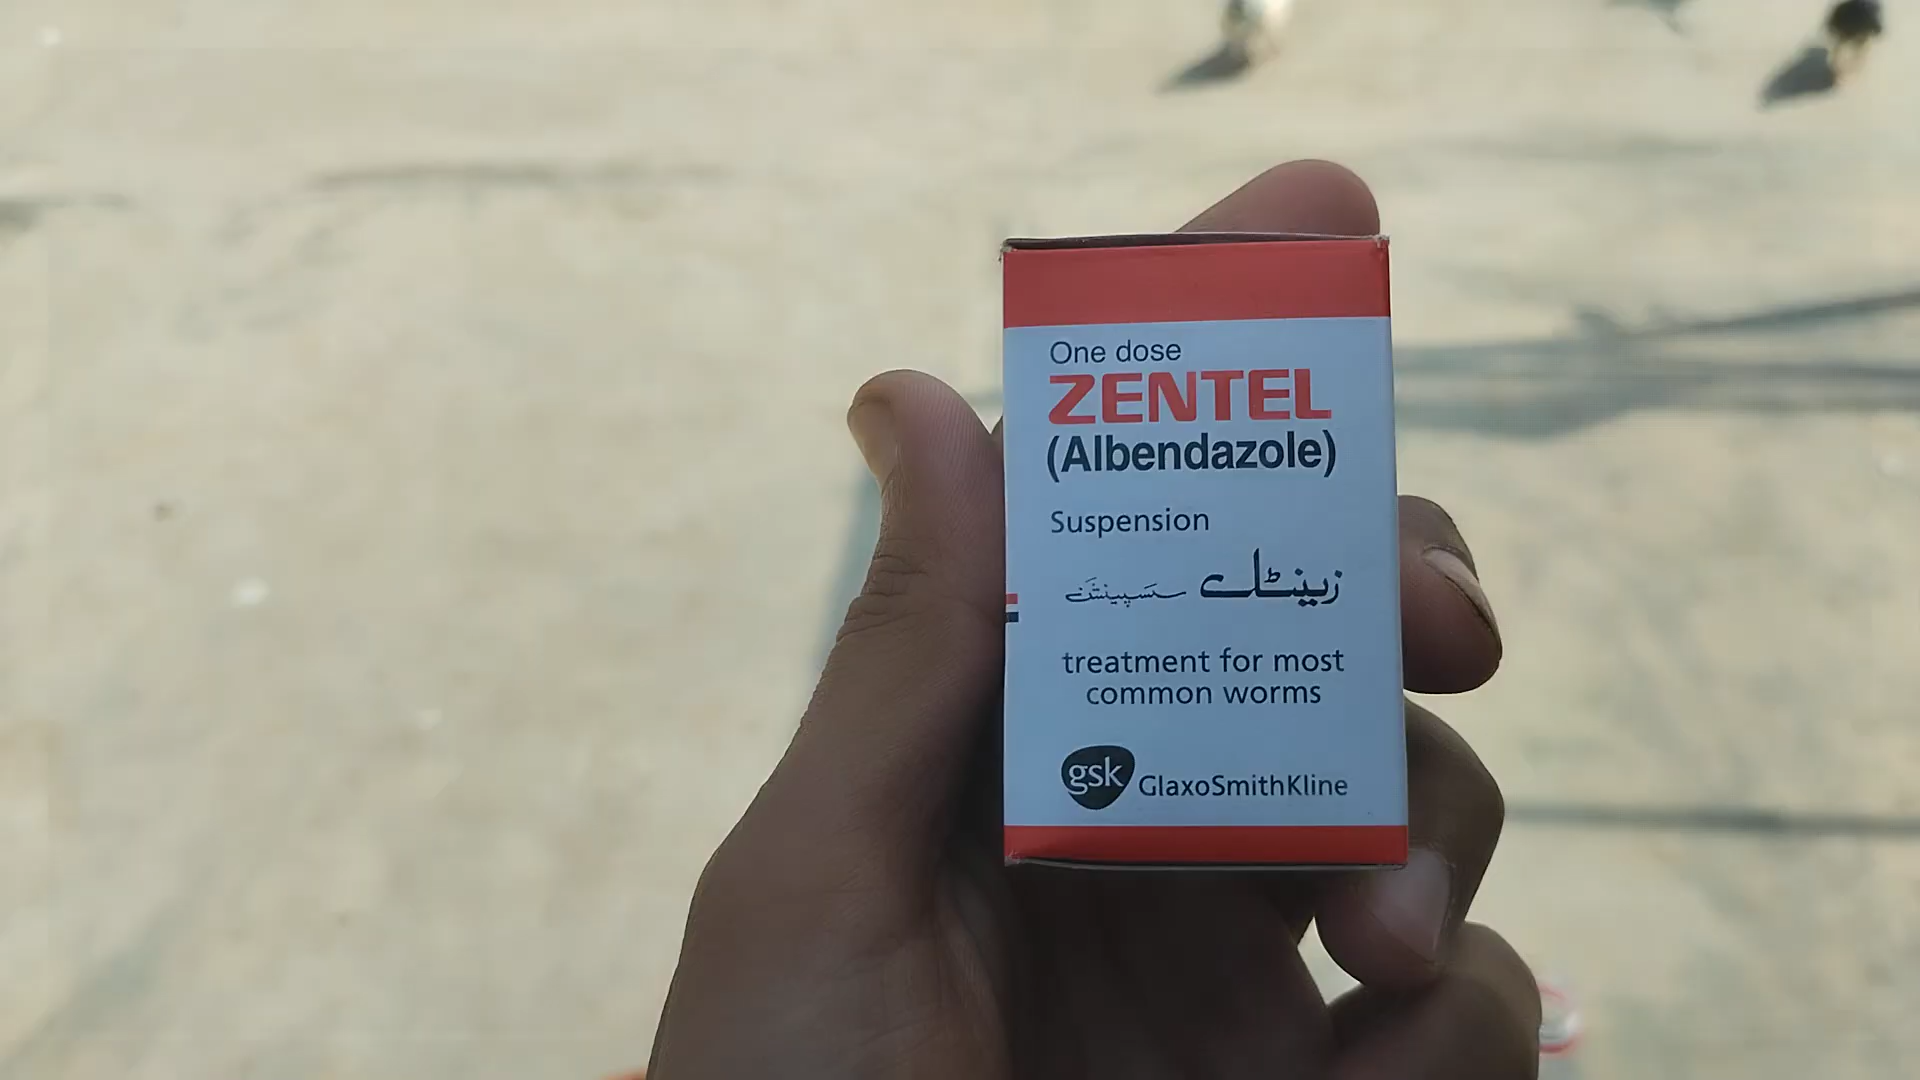 One dose
ZENTEL
(Albendazole)
Suspension
زینٹل سسپینشن
treatment for most
common worms
gsk GlaxoSmithKline